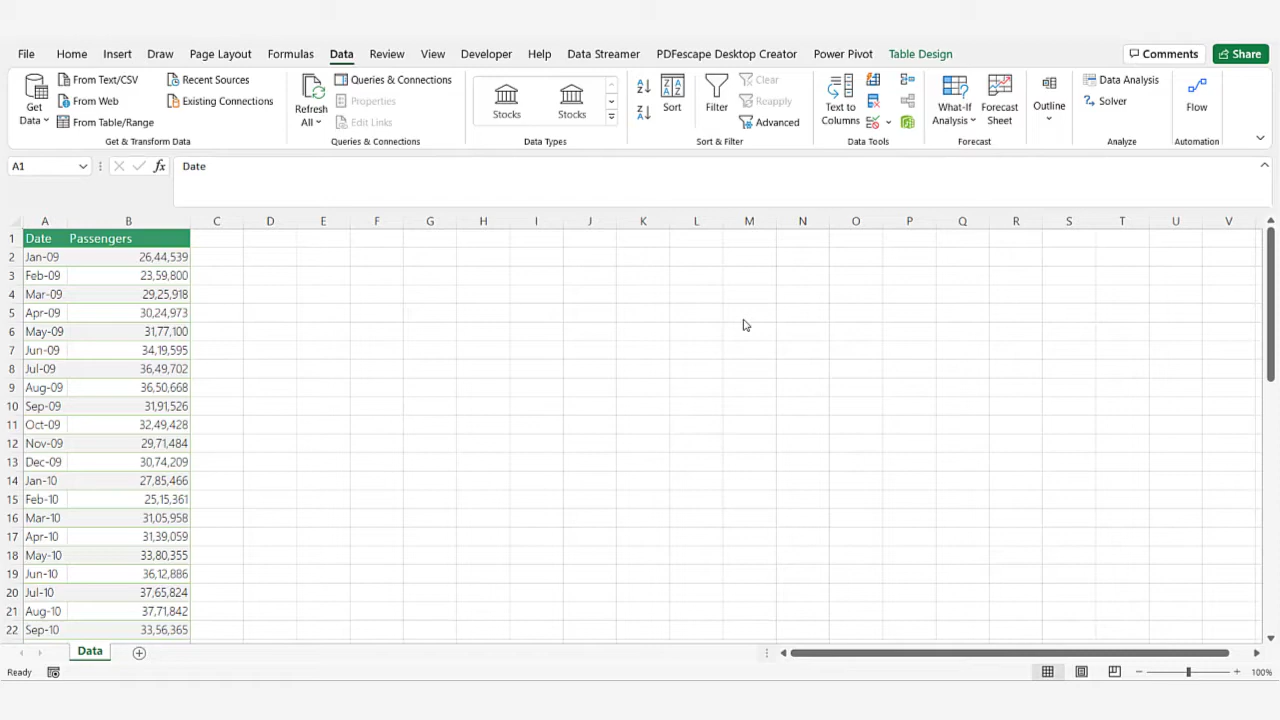 File Home Insert Draw Page Layout Formulas Data Review View Developer Help Data Streamer PDFescape Desktop Creator Power Pivot Table Design Comments Share
Get Data From Text/CSV From Web From Table/Range Recent Sources Existing Connections
Get & Transform Data
Refresh All Queries & Connections Properties Edit Links
Queries & Connections
Stocks Stocks
Data Types
Sort Filter Clear Reapply Advanced
Sort & Filter
Text to Columns
Data Tools
What-If Analysis Forecast Sheet
Forecast
Outline
Data Analysis Solver
Analyze
Flow
Automation
A1 fx Date
A B C D E F G H I J K L M N O P Q R S T U V
1 Date Passengers
2 Jan-09 26,44,539
3 Feb-09 23,59,800
4 Mar-09 29,25,918
5 Apr-09 30,24,973
6 May-09 31,77,100
7 Jun-09 34,19,595
8 Jul-09 36,49,702
9 Aug-09 36,50,668
10 Sep-09 31,91,526
11 Oct-09 32,49,428
12 Nov-09 29,71,484
13 Dec-09 30,74,209
14 Jan-10 27,85,466
15 Feb-10 25,15,361
16 Mar-10 31,05,958
17 Apr-10 31,39,059
18 May-10 33,80,355
19 Jun-10 36,12,886
20 Jul-10 37,65,824
21 Aug-10 37,71,842
22 Sep-10 33,56,365
Data
Ready 100%